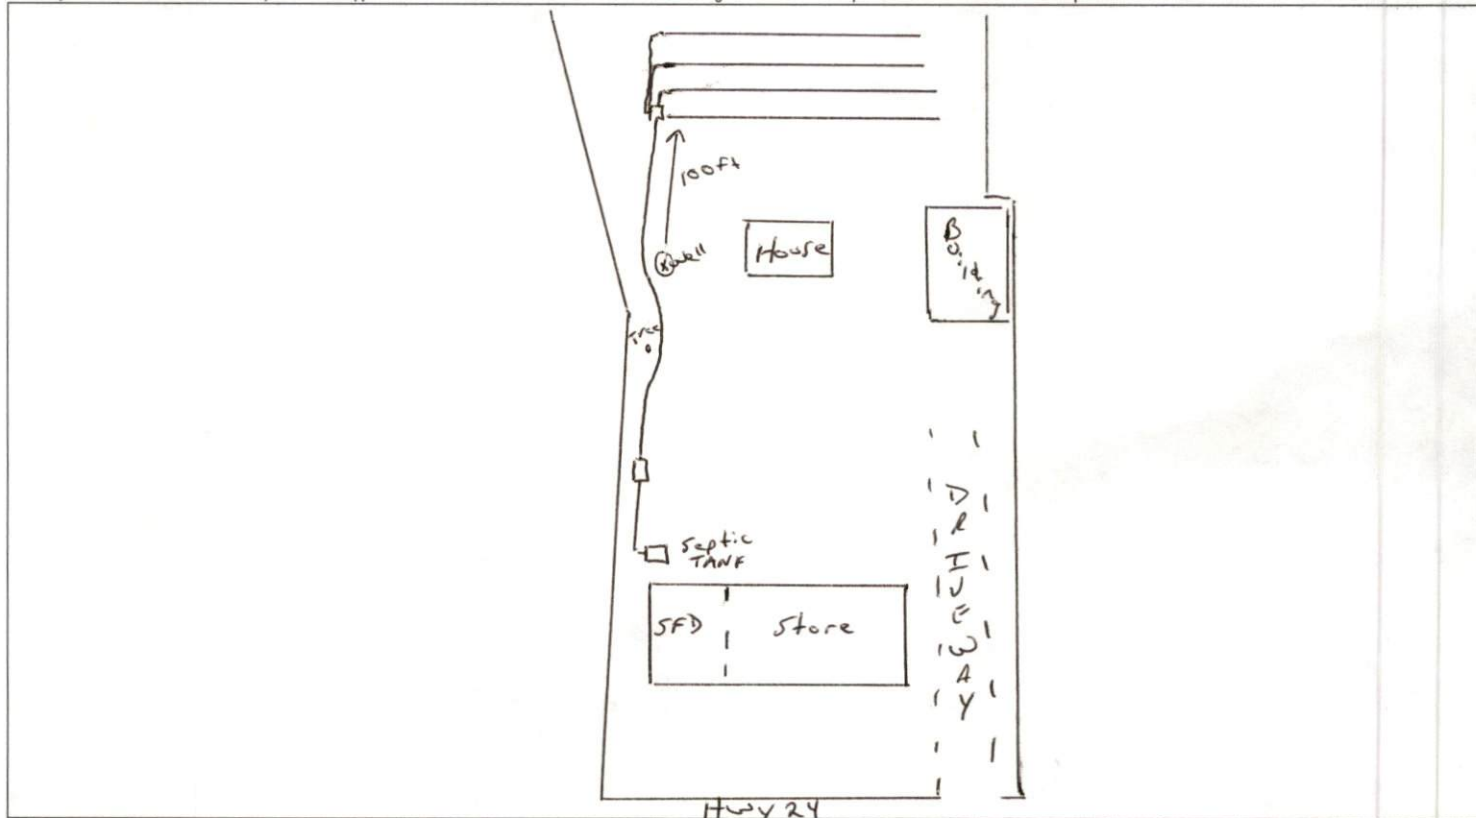 100ft
well
House
Building
Tree
Septic
TANK
DRIVEWAY
SFD
Store
HWY 24